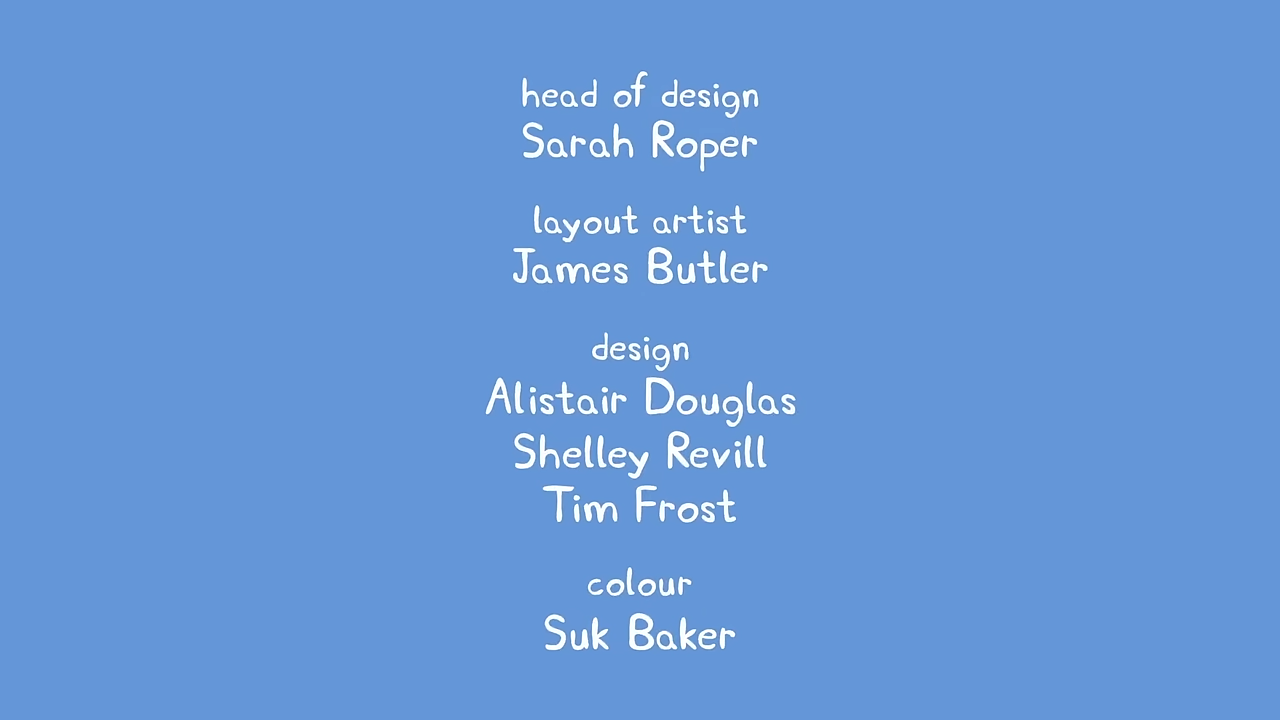 head of design
Sarah Roper
layout artist
James Butler
design
Alistair Douglas
Shelley Revill
Tim Frost
colour
Suk Baker